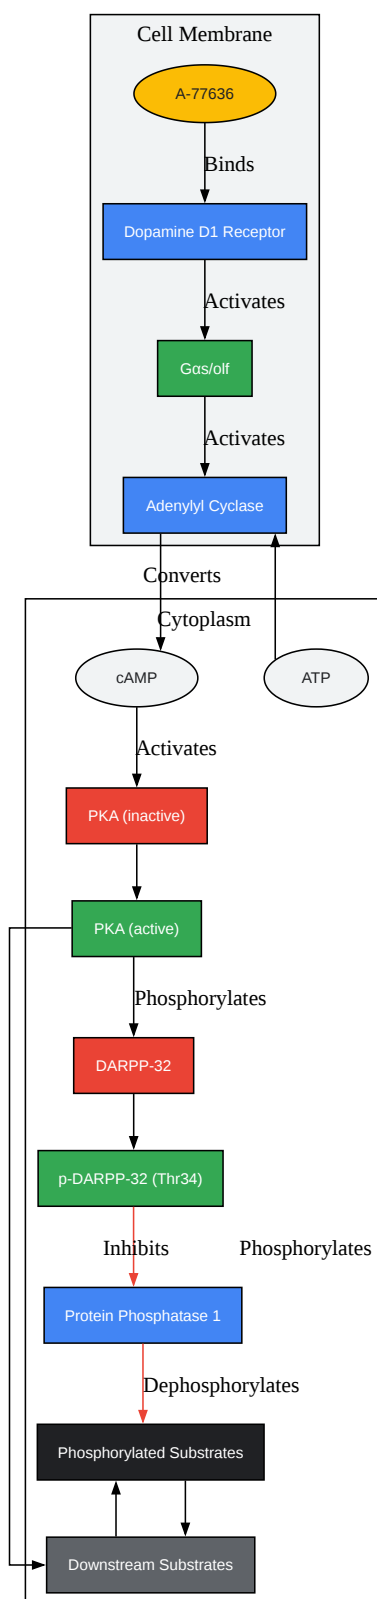 Cell Membrane
A-77636
Binds
Dopamine D1 Receptor
Activates
Gαs/olf
Activates
Adenylyl Cyclase
Converts
Cytoplasm
cAMP
ATP
Activates
PKA (inactive)
PKA (active)
Phosphorylates
DARPP-32
p-DARPP-32 (Thr34)
Inhibits
Phosphorylates
Protein Phosphatase 1
Dephosphorylates
Phosphorylated Substrates
Downstream Substrates